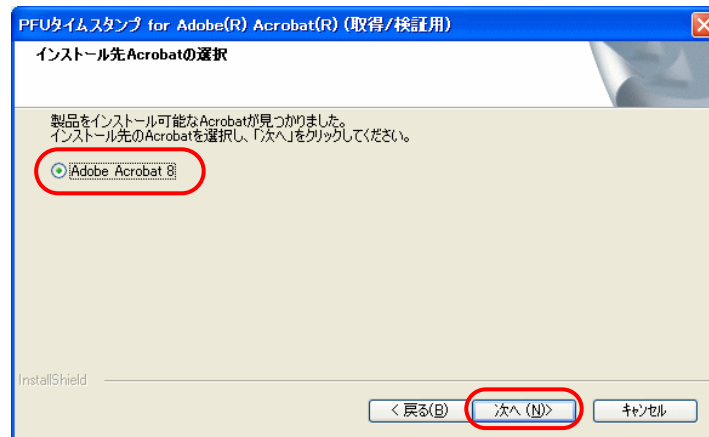 PFUタイムスタンプ for Adobe(R) Acrobat(R) (取得/検証用)
インストール先Acrobatの選択
製品をインストール可能なAcrobatが見つかりました。
インストール先のAcrobatを選択し、「次へ」をクリックしてください。
Adobe Acrobat 8
InstallShield
< 戻る(B)
次へ (N)>
キャンセル